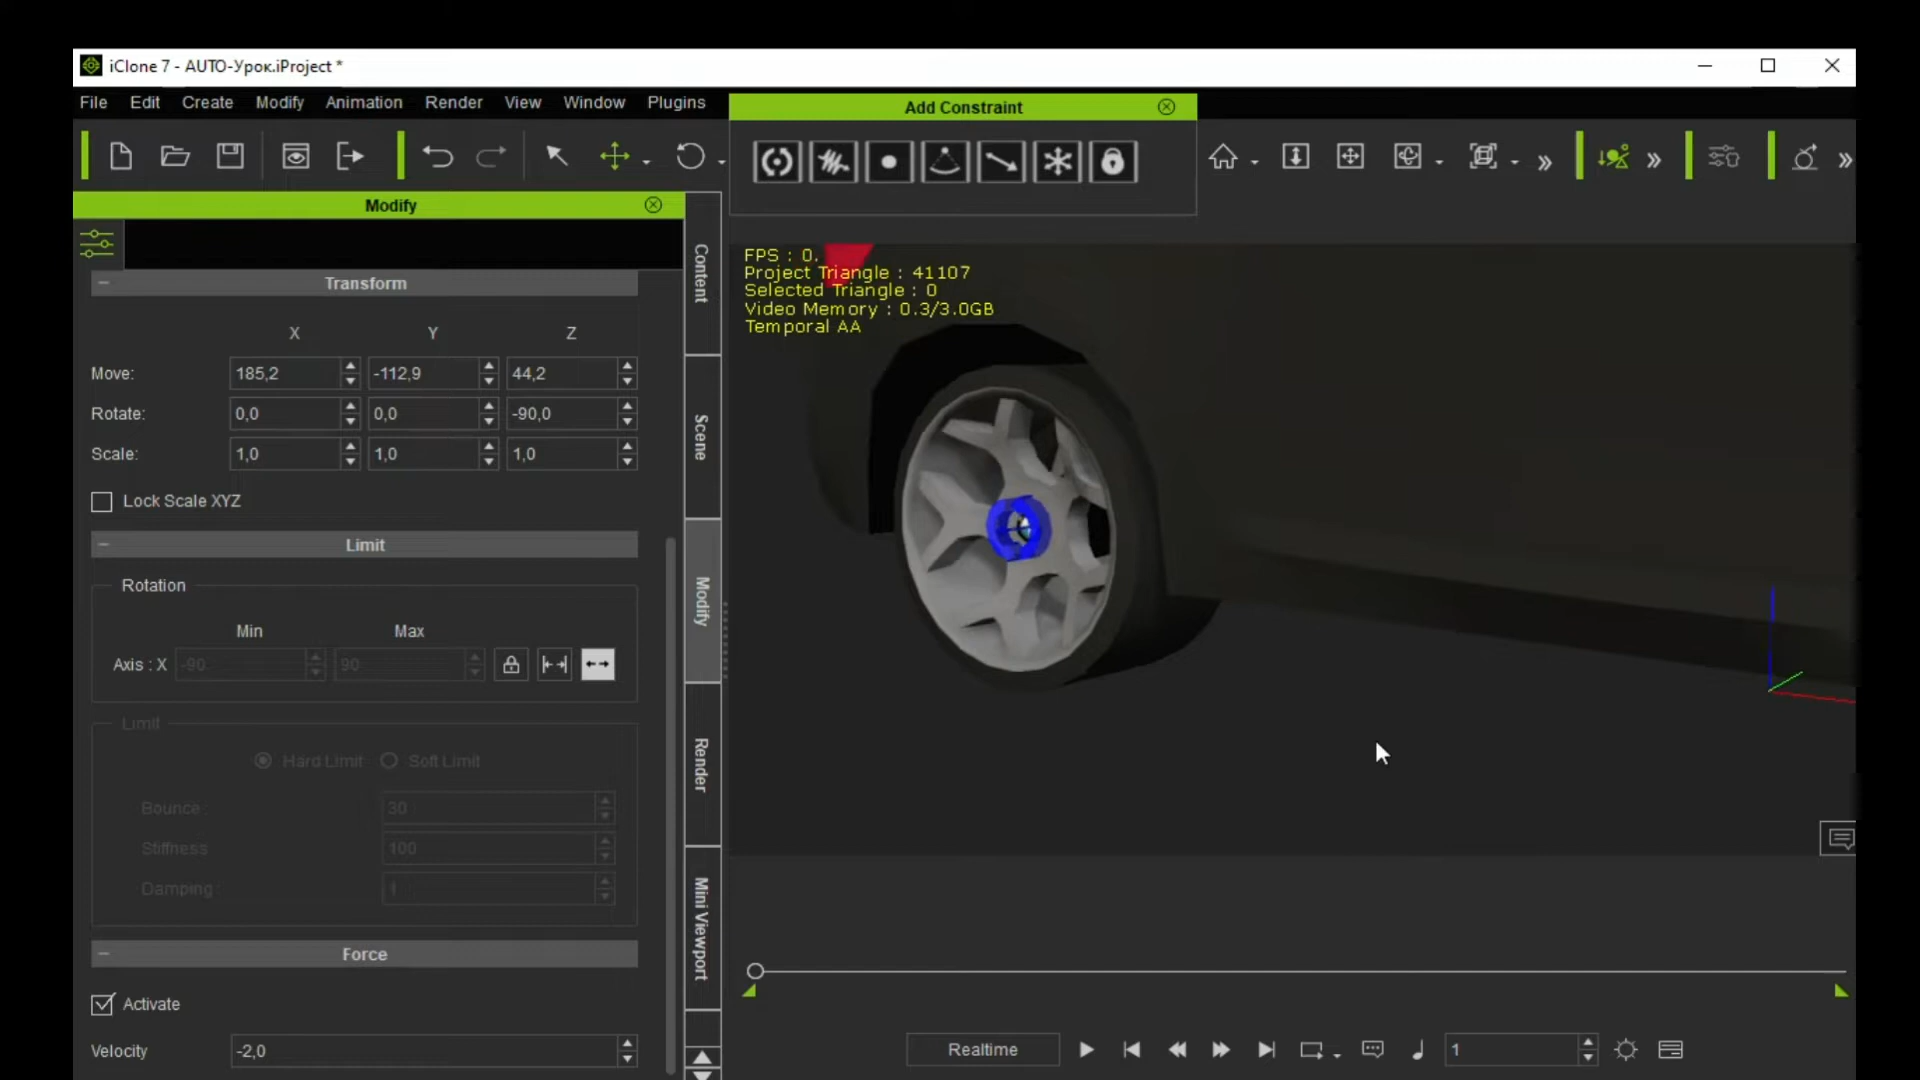 iClone 7 - AUTO-Урок.iProject *
File Edit Create Modify Animation Render View Window Plugins
Add Constraint
Modify
Transform
X Y Z
Move: 185,2 -112,9 44,2
Rotate: 0,0 0,0 -90,0
Scale: 1,0 1,0 1,0
Lock Scale XYZ
Limit
Rotation
Min Max
Axis : X -90 90
Limit
Hard Limit Soft Limit
Bounce : 30
Stiffness 100
Damping : 1
Force
Activate
Velocity -2,0
Content
Scene
Modify
Render
Mini Viewport
FPS : 0.
Project Triangle : 41107
Selected Triangle : 0
Video Memory : 0.3/3.0GB
Temporal AA
Realtime 1